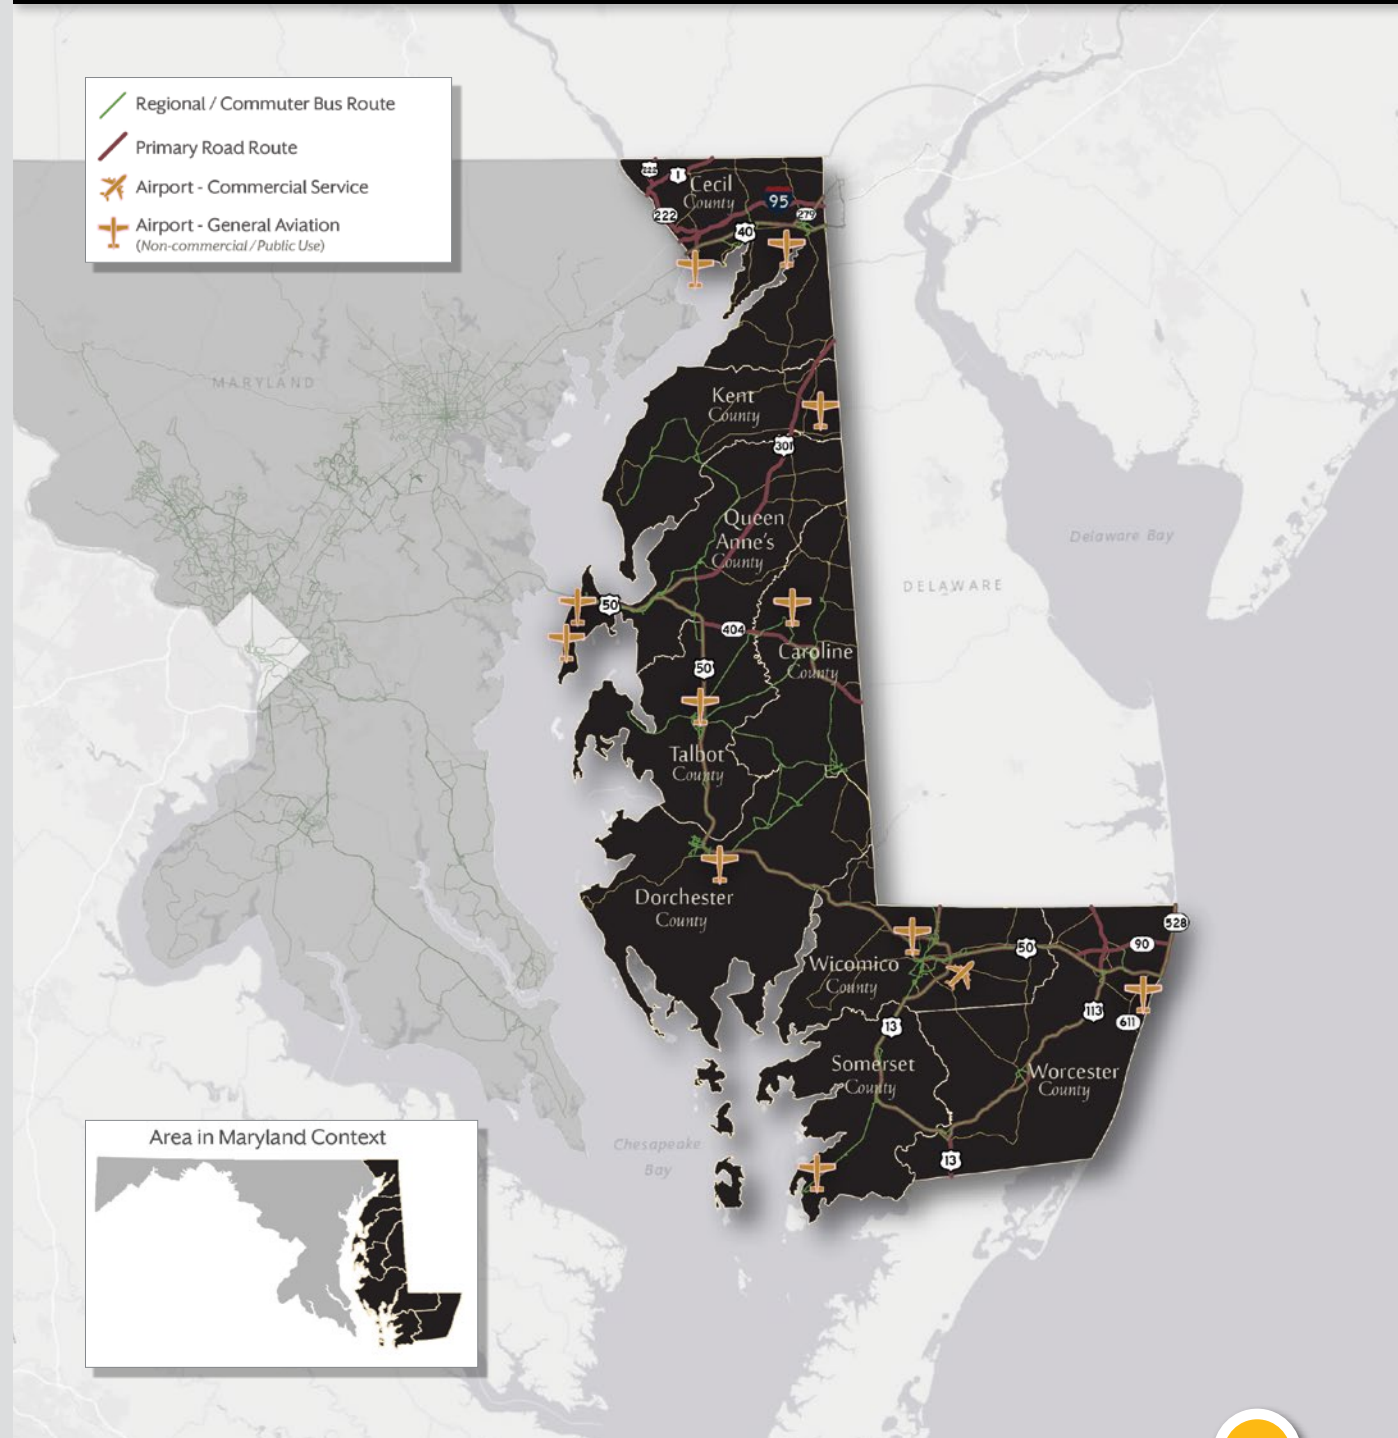 Regional / Commuter Bus Route
Primary Road Route
Airport - Commercial Service
Airport - General Aviation
(Non-commercial / Public Use)
1
Cecil
County
95
222
279
40
MARYLAND
Kent
County
301
Queen
Anne's
County
Delaware Bay
DELAWARE
50
404
Caroline
County
50
Talbot
County
Dorchester
County
528
90
50
Wicomico
County
113
611
13
Somerset
County
Worcester
County
13
Chesapeake
Bay
Area in Maryland Context